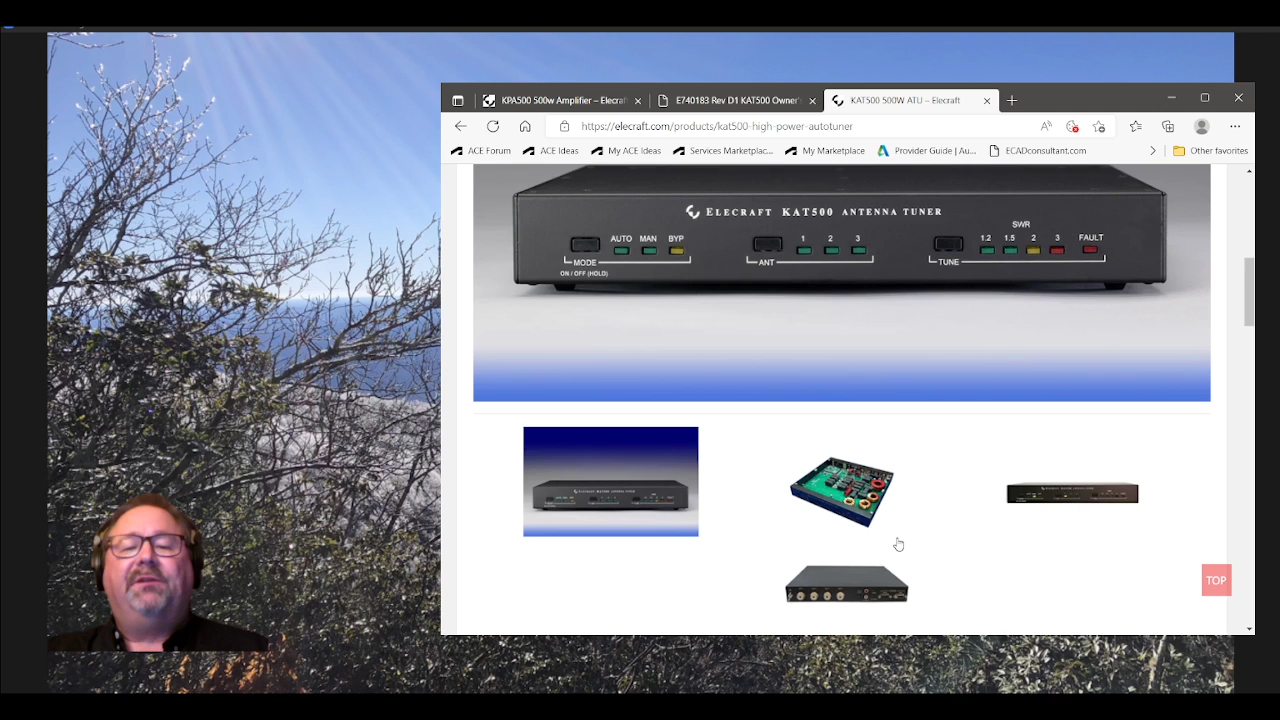 KPA500 500w Amplifier – Elecraf
E740183 Rev D1 KAT500 Owner'
KAT500 500W ATU – Elecraft
https://elecraft.com/products/kat500-high-power-autotuner
ACE Forum
ACE Ideas
My ACE Ideas
Services Marketplac...
My Marketplace
Provider Guide | Au...
ECADconsultant.com
Other favorites
ELECRAFT KAT500 ANTENNA TUNER
SWR
AUTO MAN BYP
1 2 3
1.2 1.5 2 3 FAULT
MODE
ANT
TUNE
ON / OFF (HOLD)
TOP